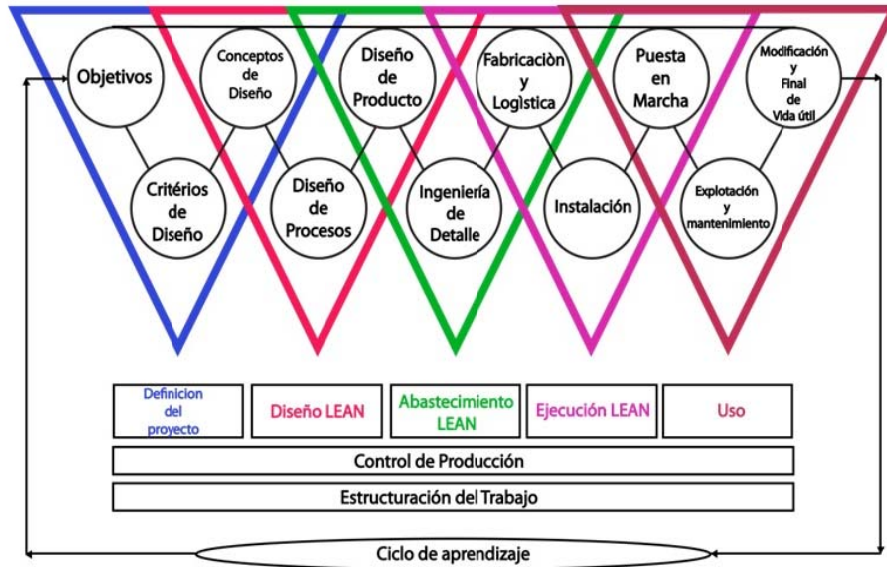 Objetivos
Conceptos
de
Diseño
Diseño
de
Producto
Fabricaciòn
y
Logìstica
Puesta
en
Marcha
Modificación
y
Final
de
Vida útil
Critérios
de
Diseño
Diseño
de
Procesos
Ingeniería
de
Detalle
Instalación
Explotación
y
mantenimiento
Definicion
del
proyecto
Diseño LEAN
Abastecimiento
LEAN
Ejecución LEAN
Uso
Control de Producción
Estructuración del Trabajo
Ciclo de aprendizaje